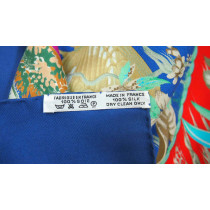 FABRIQUE EN FRANCE
100% SOIE
MADE IN FRANCE
100% SILK
DRY CLEAN ONLY